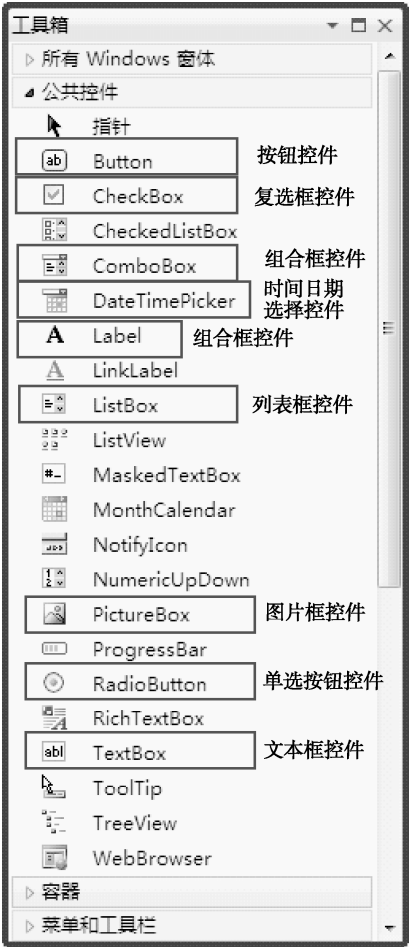 工具箱
所有 Windows 窗体
公共控件
指针
Button 按钮控件
CheckBox 复选框控件
CheckedListBox
ComboBox 组合框控件
DateTimePicker 时间日期
选择控件
Label 组合框控件
LinkLabel
ListBox 列表框控件
ListView
MaskedTextBox
MonthCalendar
NotifyIcon
NumericUpDown
PictureBox 图片框控件
ProgressBar
RadioButton 单选按钮控件
RichTextBox
TextBox 文本框控件
ToolTip
TreeView
WebBrowser
容器
菜单和工具栏